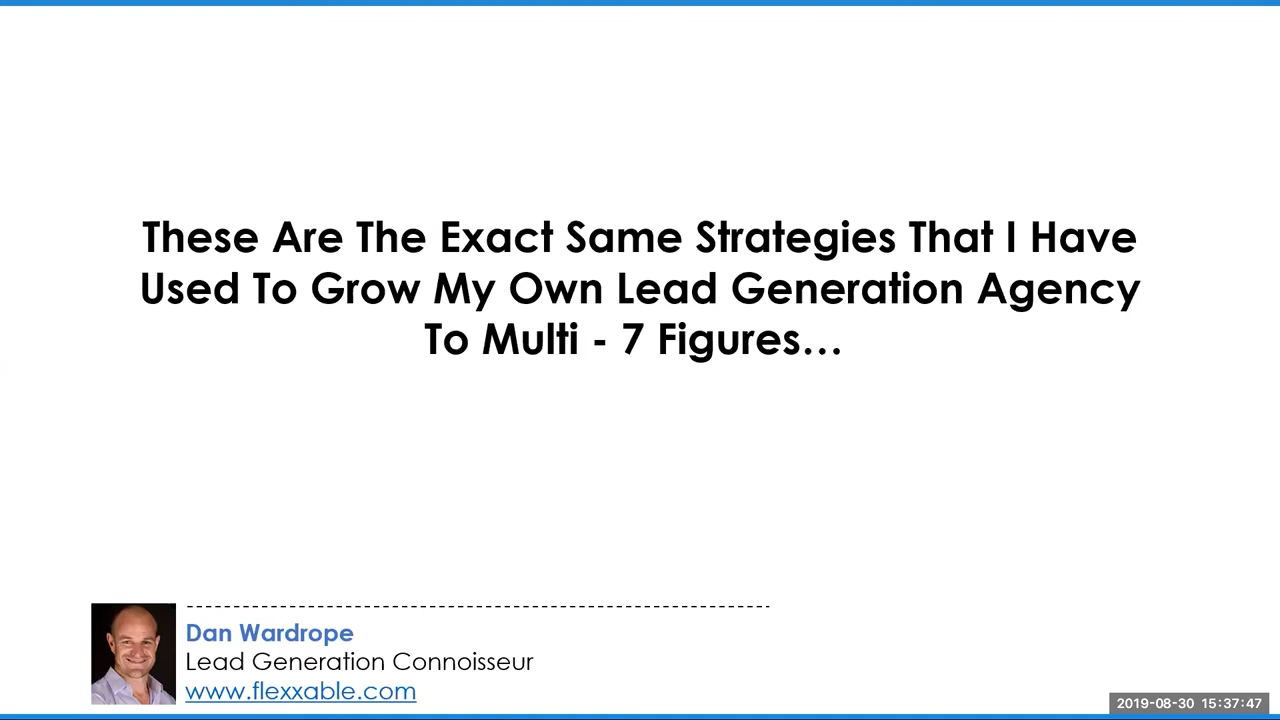 These Are The Exact Same Strategies That I Have
Used To Grow My Own Lead Generation Agency
To Multi - 7 Figures...
Dan Wardrope
Lead Generation Connoisseur
www.flexxable.com
2019-08-30 15:37:47